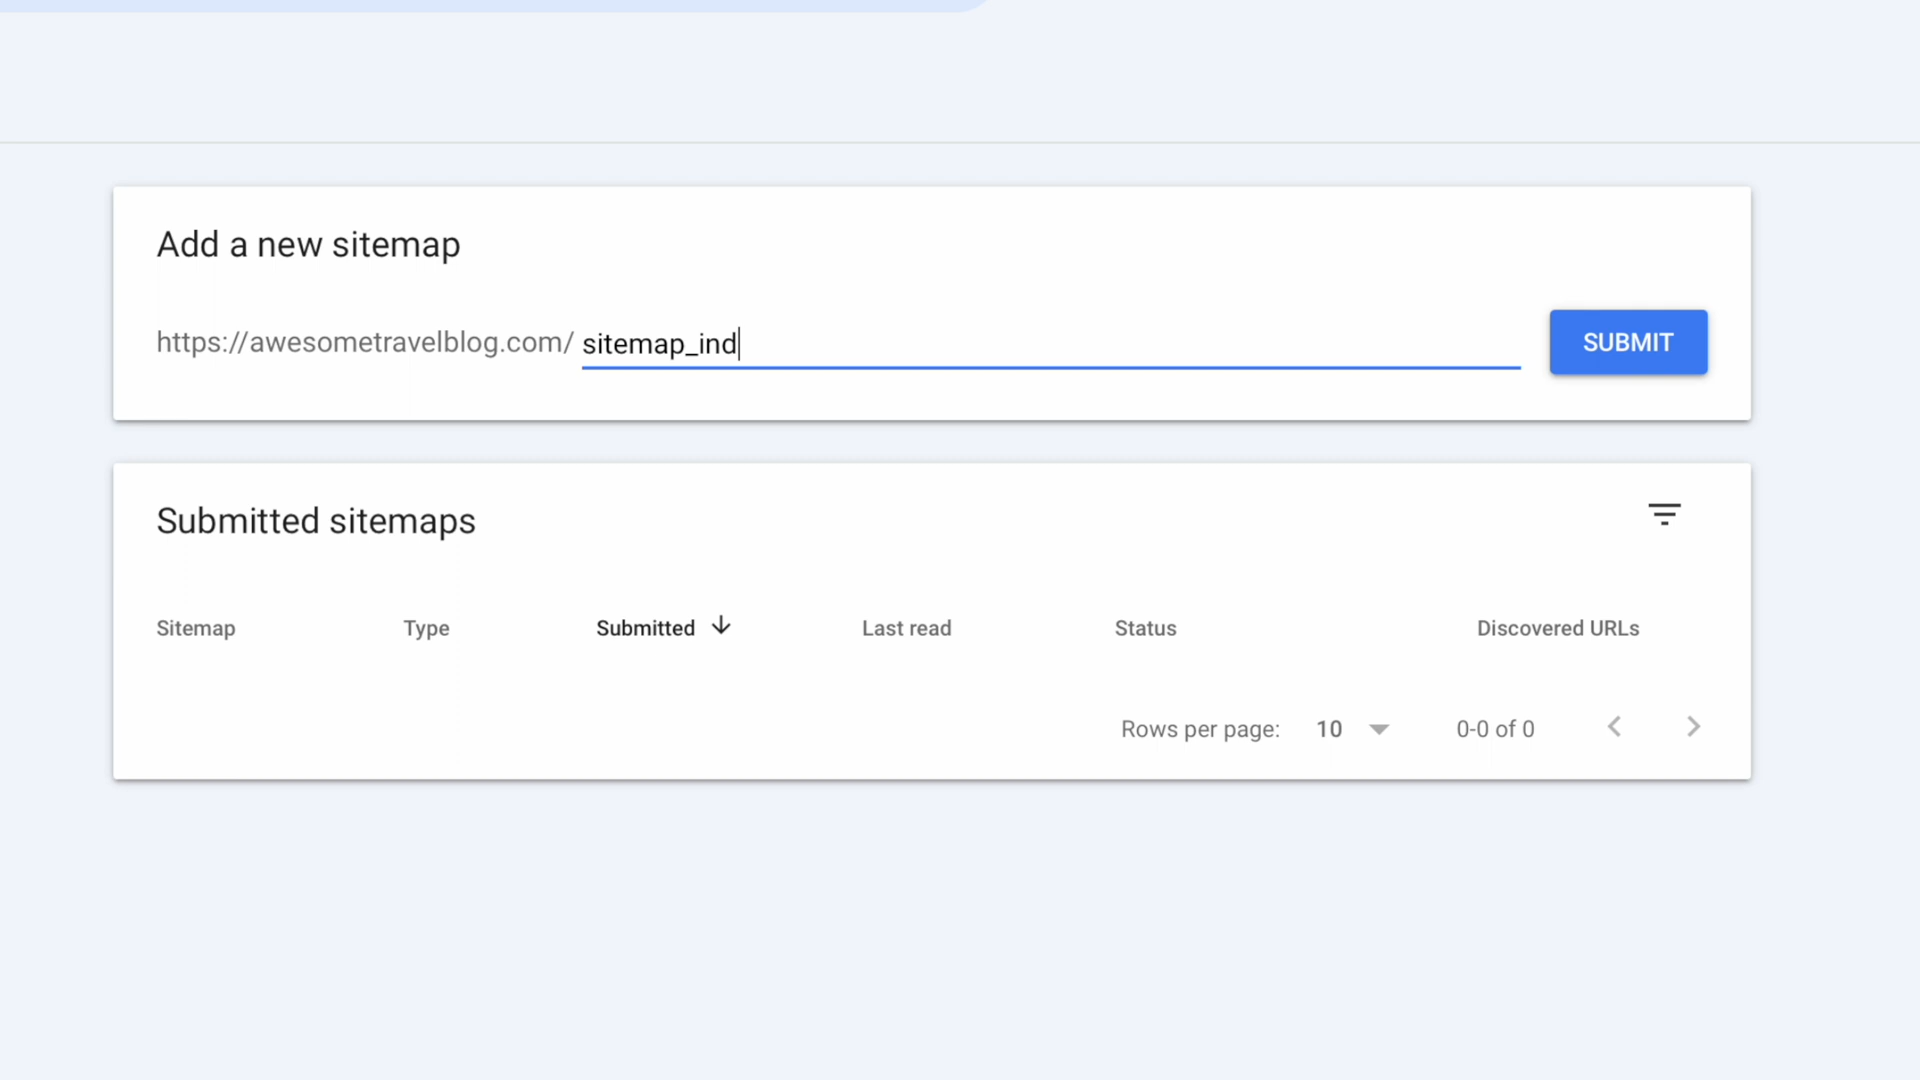 Add a new sitemap
https://awesometravelblog.com/ sitemap_ind
SUBMIT
Submitted sitemaps
Sitemap Type Submitted Last read Status Discovered URLs
Rows per page: 10 0-0 of 0